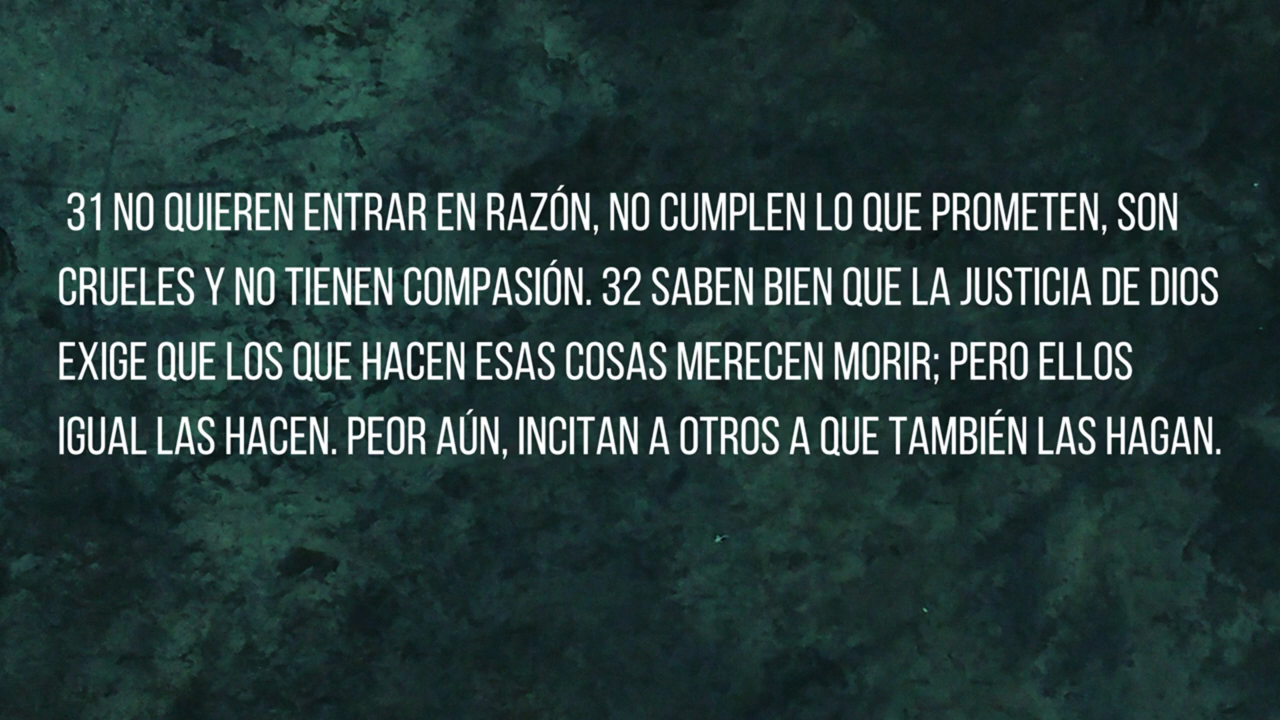 31 NO QUIEREN ENTRAR EN RAZÓN, NO CUMPLEN LO QUE PROMETEN, SON
CRUELES Y NO TIENEN COMPASIÓN. 32 SABEN BIEN QUE LA JUSTICIA DE DIOS
EXIGE QUE LOS QUE HACEN ESAS COSAS MERECEN MORIR; PERO ELLOS
IGUAL LAS HACEN. PEOR AÚN, INCITAN A OTROS A QUE TAMBIÉN LAS HAGAN.